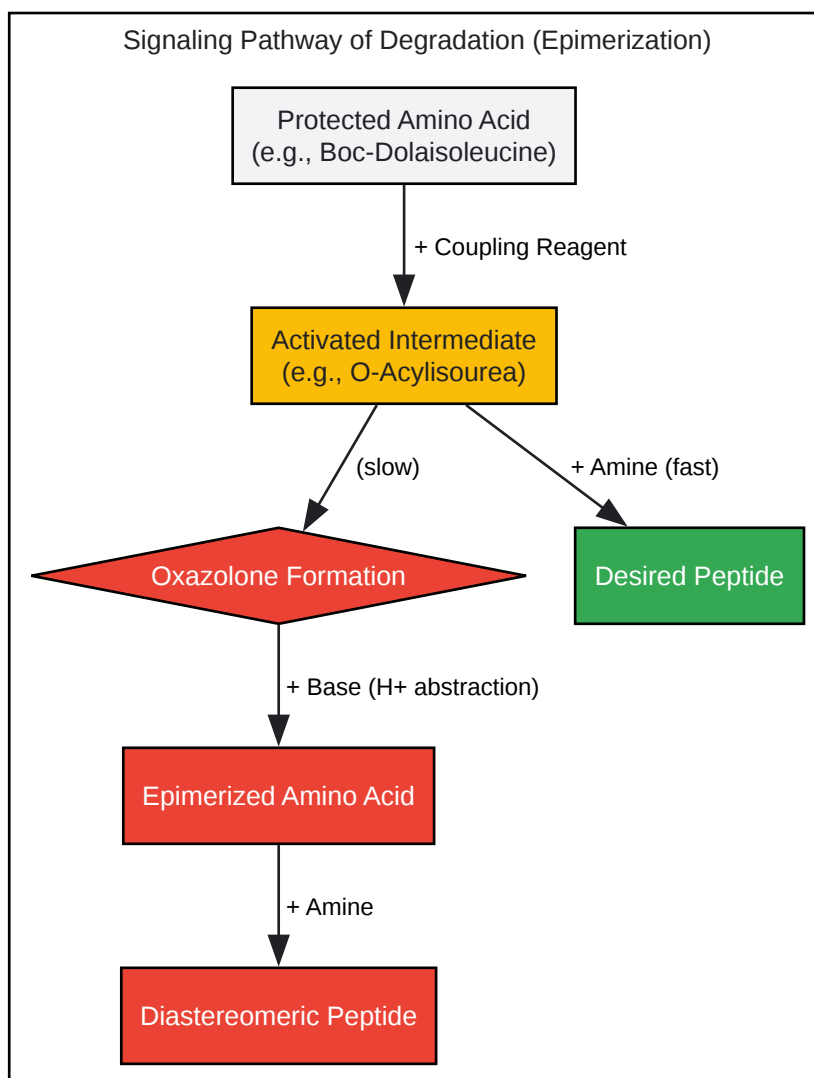 Signaling Pathway of Degradation (Epimerization)
Protected Amino Acid
(e.g., Boc-Dolaisoleucine)
+ Coupling Reagent
Activated Intermediate
(e.g., O-Acylisourea)
(slow)
+ Amine (fast)
Oxazolone Formation
Desired Peptide
+ Base (H+ abstraction)
Epimerized Amino Acid
+ Amine
Diastereomeric Peptide